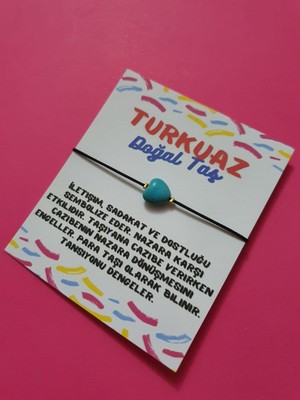 TURKUAZ
Doğal Taş
İLETİŞİM, SADAKAT VE DOSTLUĞU
SEMBOLİZE EDER. NAZARA KARŞI
ETKİLİDİR. TAŞIYANA CAZİBE VERİRKEN
CAZİBENİN NAZARA DÖNÜŞMESİNİ
ENGELLER. PARA TAŞI OLARAK BİLİNİR.
TANSİYONU DENGELER.